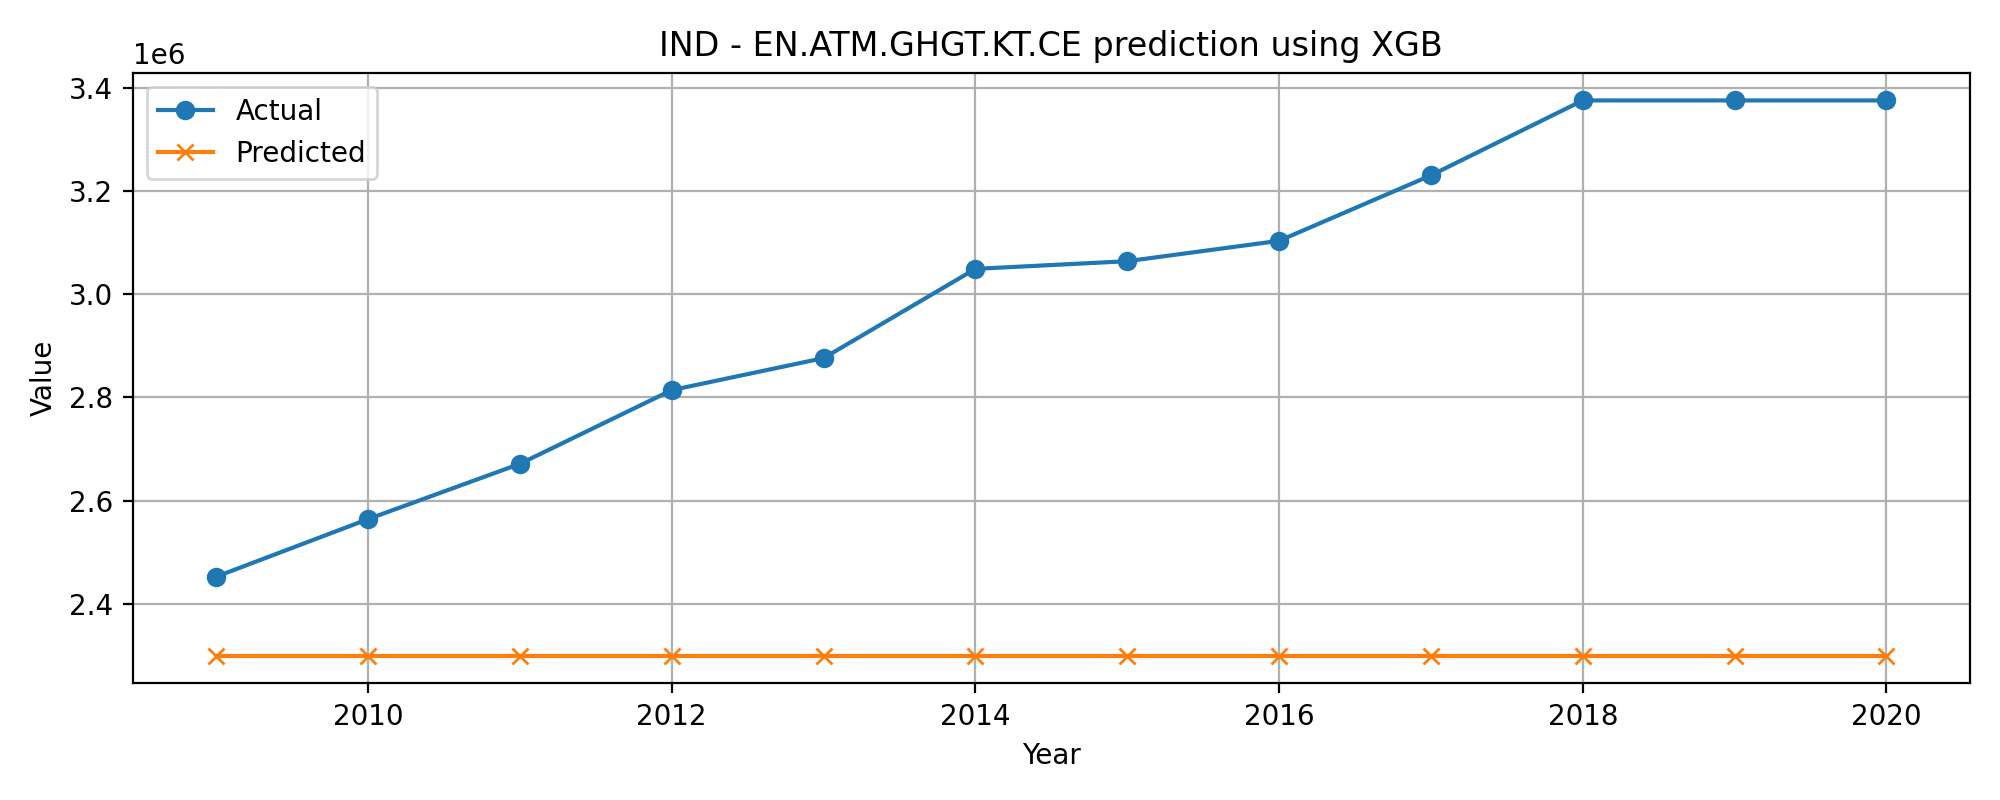 IND - EN.ATM.GHGT.KT.CE prediction using XGB
1e6
3.4
3.2
3.0
2.8
2.6
2.4
Value
Actual
Predicted
2010 2012 2014 2016 2018 2020
Year